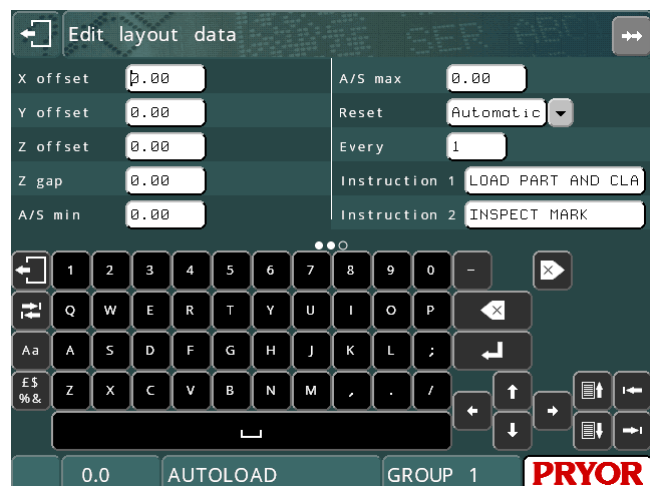 Edit layout data
X offset 0.00
Y offset 0.00
Z offset 0.00
Z gap 0.00
A/S min 0.00
A/S max 0.00
Reset Automatic
Every 1
Instruction 1 LOAD PART AND CLA
Instruction 2 INSPECT MARK
1 2 3 4 5 6 7 8 9 0 -
Q W E R T Y U I O P
Aa A S D F G H J K L ;
£$%& Z X C V B N M , . /
0.0 AUTOLOAD GROUP 1 PRYOR